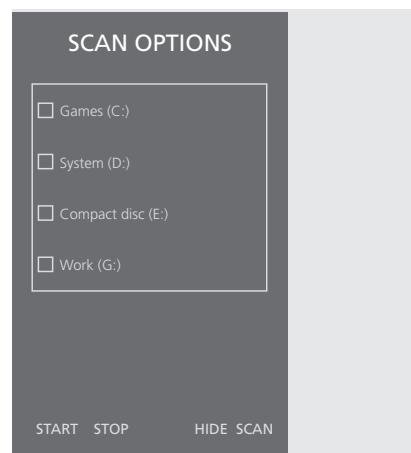 SCAN OPTIONS
Games (C:)
System (D:)
Compact disc (E:)
Work (G:)
START STOP HIDE SCAN